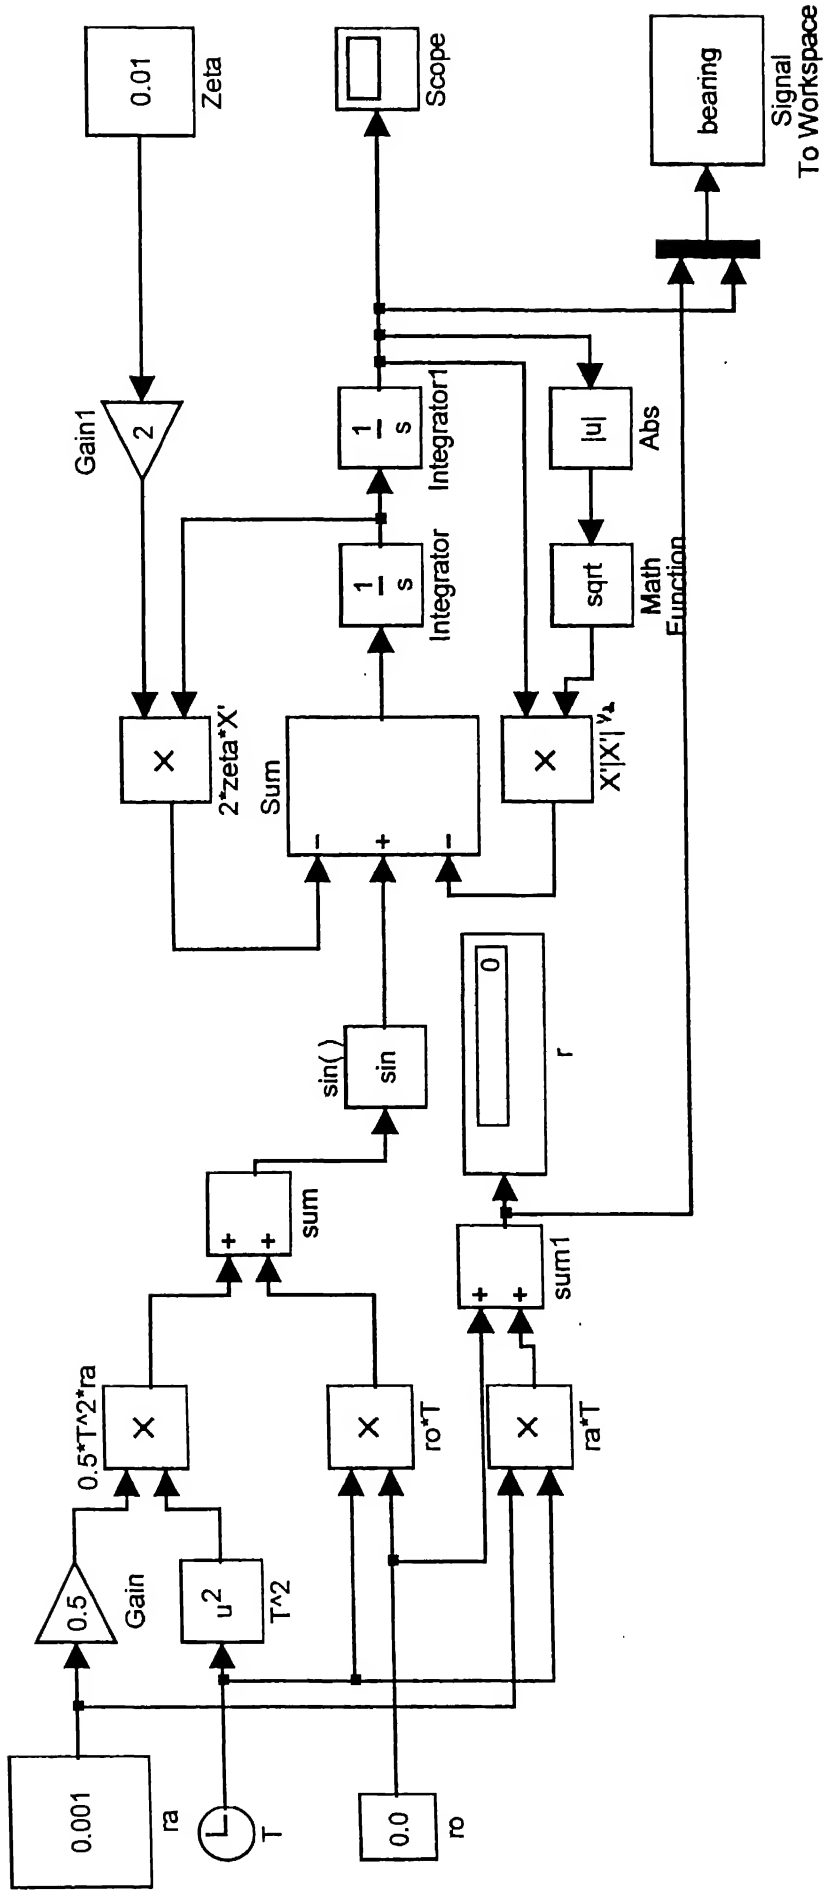 0.001
ra
T
0.0
ro
0.5
Gain
u²
T^2
0.5*T^2*ra
×
×
ro*T
×
ra*T
+
+
sum
+
+
sum1
sin()
sin
0
r
×
2*zeta*X'
Sum
−
+
−
×
X'|X'|^½
1
s
Integrator
1
s
Integrator1
sqrt
Math
Function
|u|
Abs
Gain1
2
0.01
Zeta
Scope
bearing
Signal
To Workspace